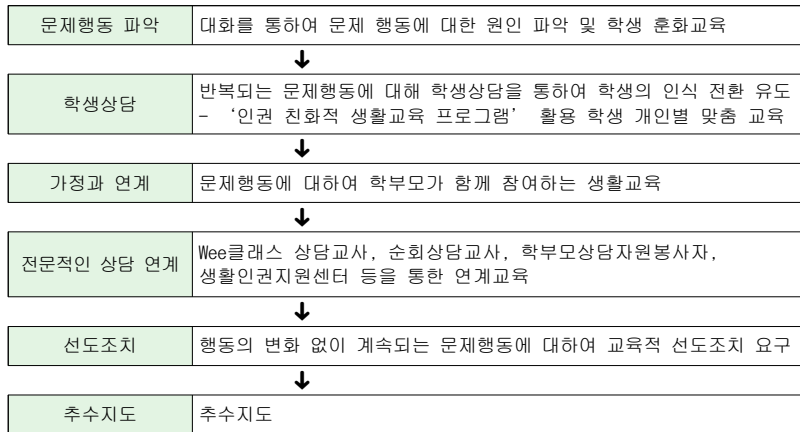 문제행동 파악
대화를 통하여 문제 행동에 대한 원인 파악 및 학생 훈화교육
학생상담
반복되는 문제행동에 대해 학생상담을 통하여 학생의 인식 전환 유도
- ‘인권 친화적 생활교육 프로그램’ 활용 학생 개인별 맞춤 교육
가정과 연계
문제행동에 대하여 학부모가 함께 참여하는 생활교육
전문적인 상담 연계
Wee클래스 상담교사, 순회상담교사, 학부모상담자원봉사자,
생활인권지원센터 등을 통한 연계교육
선도조치
행동의 변화 없이 계속되는 문제행동에 대하여 교육적 선도조치 요구
추수지도
추수지도